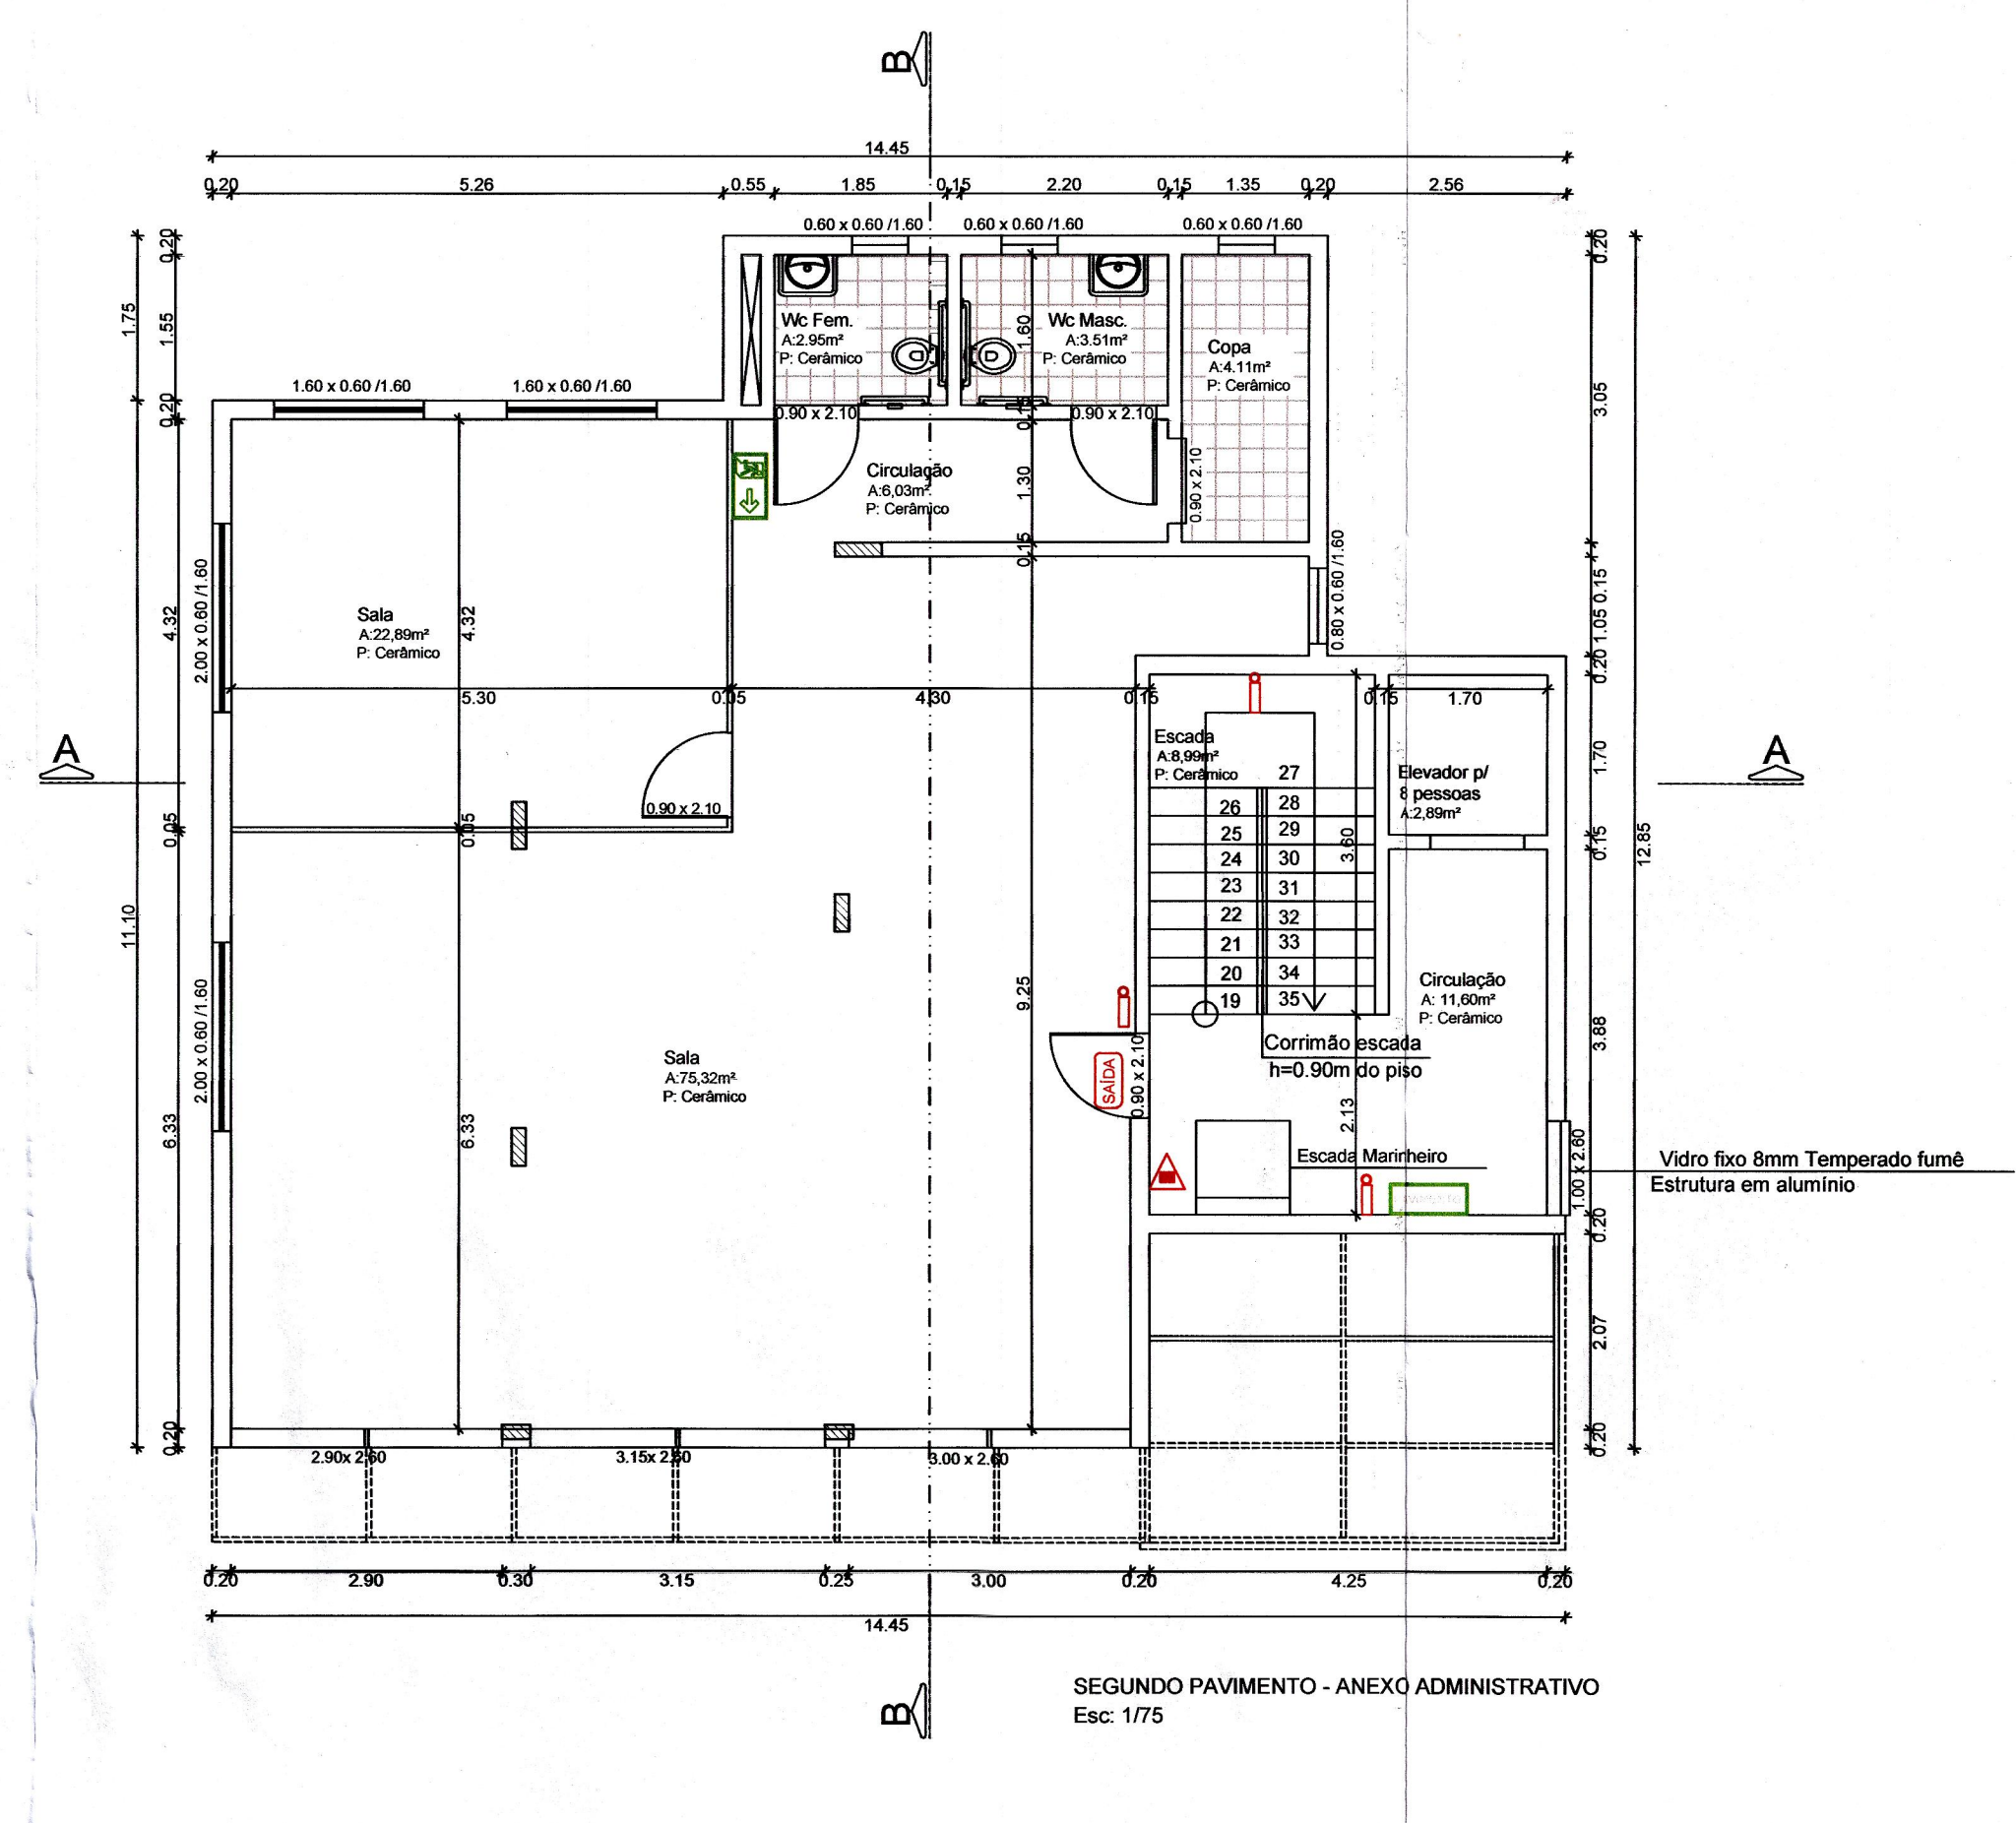 B
14.45
0.20 5.26 0.55 1.85 0.15 2.20 0.15 1.35 0.20 2.56
0.60 x 0.60 /1.60 0.60 x 0.60 /1.60 0.60 x 0.60 /1.60
0.20
0.20
1.75
1.55
Wc Fem.
A:2.95m²
P: Cerâmico
1.60
Wc Masc.
A:3.51m²
P: Cerâmico
Copa
A:4.11m²
P: Cerâmico
3.05
1.60 x 0.60 /1.60 1.60 x 0.60 /1.60
0.20
0.90 x 2.10
0.15
0.90 x 2.10
Circulação
A:6,03m²
P: Cerâmico
1.30
0.90 x 2.10
0.15
0.80 x 0.60 /1.60
0.15
1.05
0.20
2.00 x 0.60 /1.60
4.32
Sala
A:22,89m²
P: Cerâmico
4.32
5.30 0.05 4.30 0.15 0.15 1.70
A
Escada
A:8,99m²
P: Cerâmico
Elevador p/
8 pessoas
A:2,89m²
1.70
A
0.90 x 2.10
0.05
0.05
27
26 28
25 29
24 30
23 31
22 32
21 33
20 34
19 35
3.60
0.15
12.85
11.10
9.25
Circulação
A: 11,60m²
P: Cerâmico
3.88
2.00 x 0.60 /1.60
Sala
A:75,32m²
P: Cerâmico
Corrimão escada
h=0.90m do piso
SAÍDA
0.90 x 2.10
2.13
6.33
6.33
Escada Marinheiro
1.00 x 2.60
Vidro fixo 8mm Temperado fumê
Estrutura em alumínio
0.20
2.07
0.20
0.20
2.90x 2.60 3.15x 2.60 3.00 x 2.60
0.20 2.90 0.30 3.15 0.25 3.00 0.20 4.25 0.20
14.45
B
SEGUNDO PAVIMENTO - ANEXO ADMINISTRATIVO
Esc: 1/75